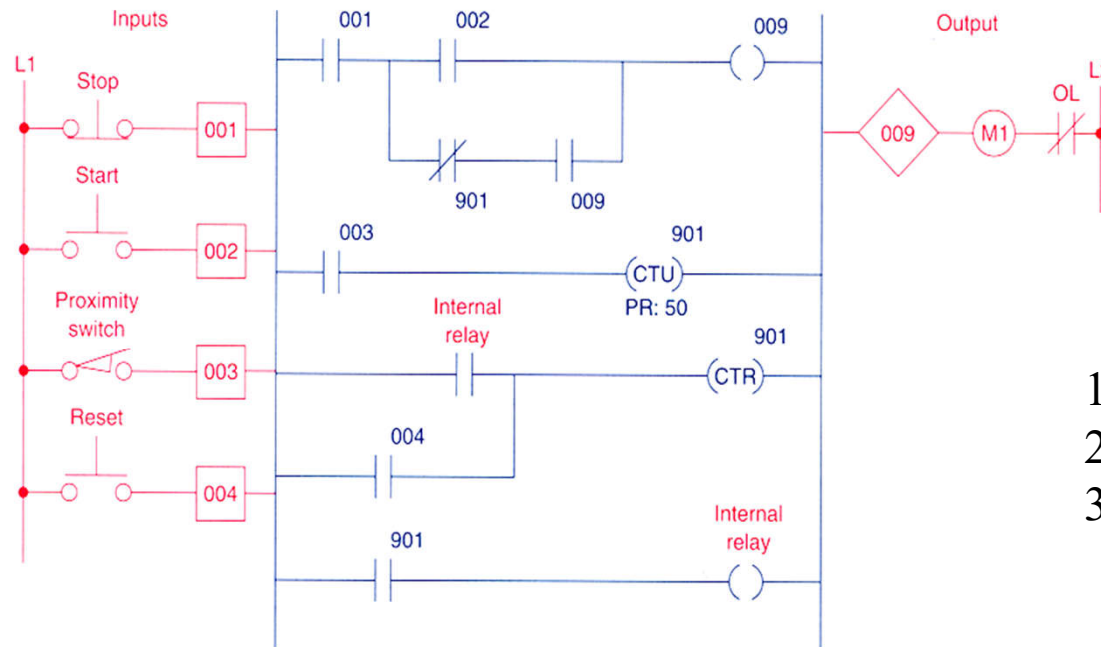 Inputs
L1
Stop
001
Start
002
Proximity
switch
003
Reset
004
001 002 009
901 009
003 901
CTU
PR: 50
Internal
relay
901
CTR
004
901
Internal
relay
Output
009 M1 OL
1
2
3